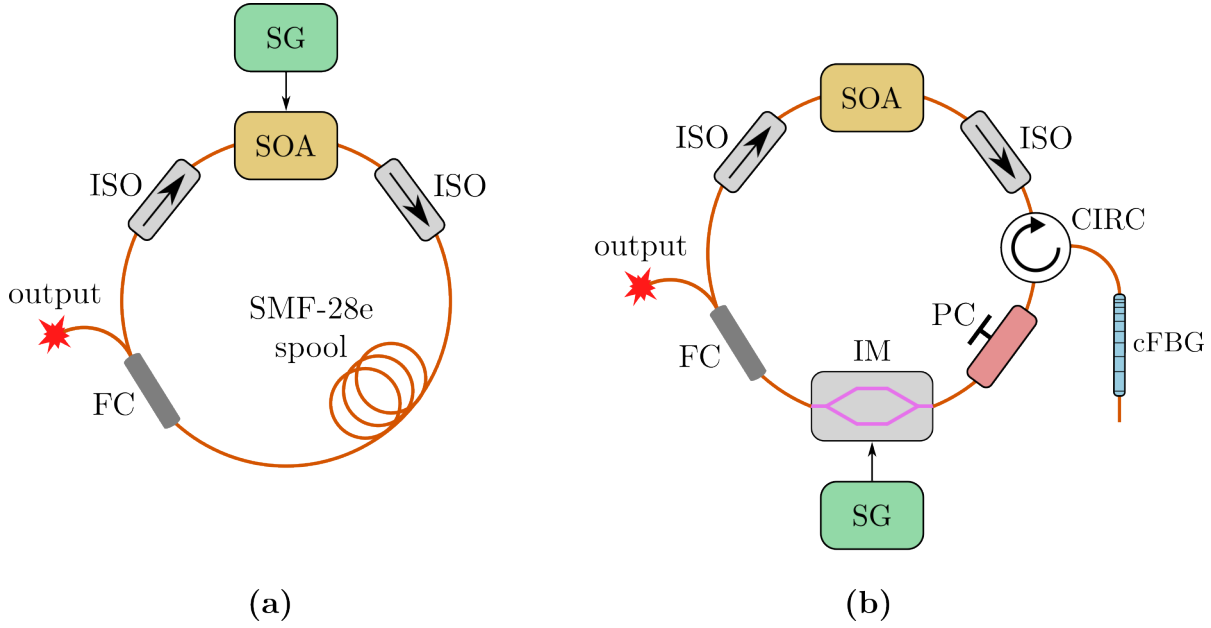 SG
SOA
ISO
ISO
output
SMF-28e
spool
FC
(a)
SOA
ISO
ISO
CIRC
output
PC
cFBG
FC
IM
SG
(b)